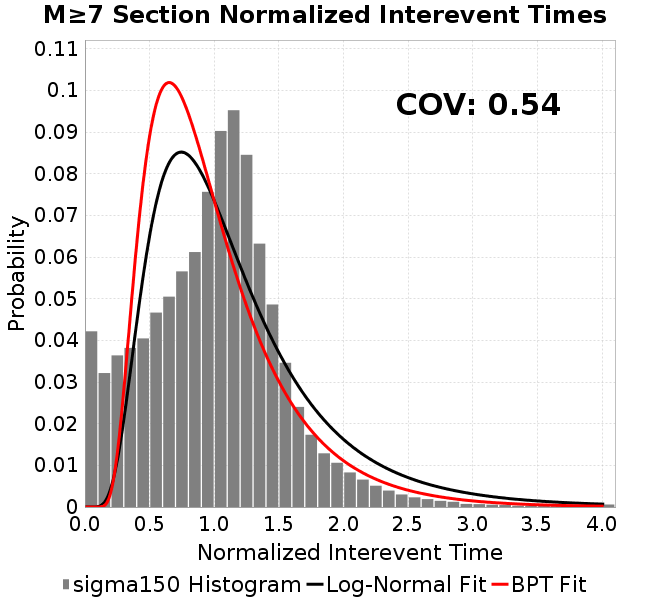 M≥7 Section Normalized Interevent Times
COV: 0.54
Probability
0.11
0.1
0.09
0.08
0.07
0.06
0.05
0.04
0.03
0.02
0.01
0
0.0 0.5 1.0 1.5 2.0 2.5 3.0 3.5 4.0
Normalized Interevent Time
sigma150 Histogram Log-Normal Fit BPT Fit